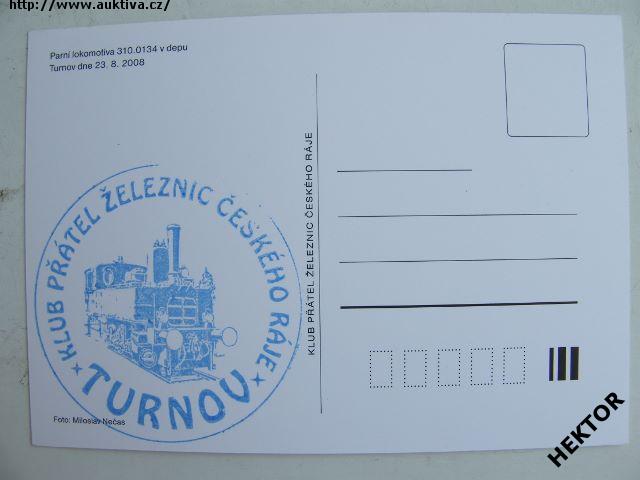 http://www.auktiva.cz/
Parní lokomotiva 310.0134 v depu
Turnov dne 23. 8. 2008
KLUB PŘÁTEL ŽELEZNIC ČESKÉHO RÁJE
TURNOV
Foto: Miloslav Nečas
KLUB PŘÁTEL ŽELEZNIC ČESKÉHO RÁJE
HEKTOR